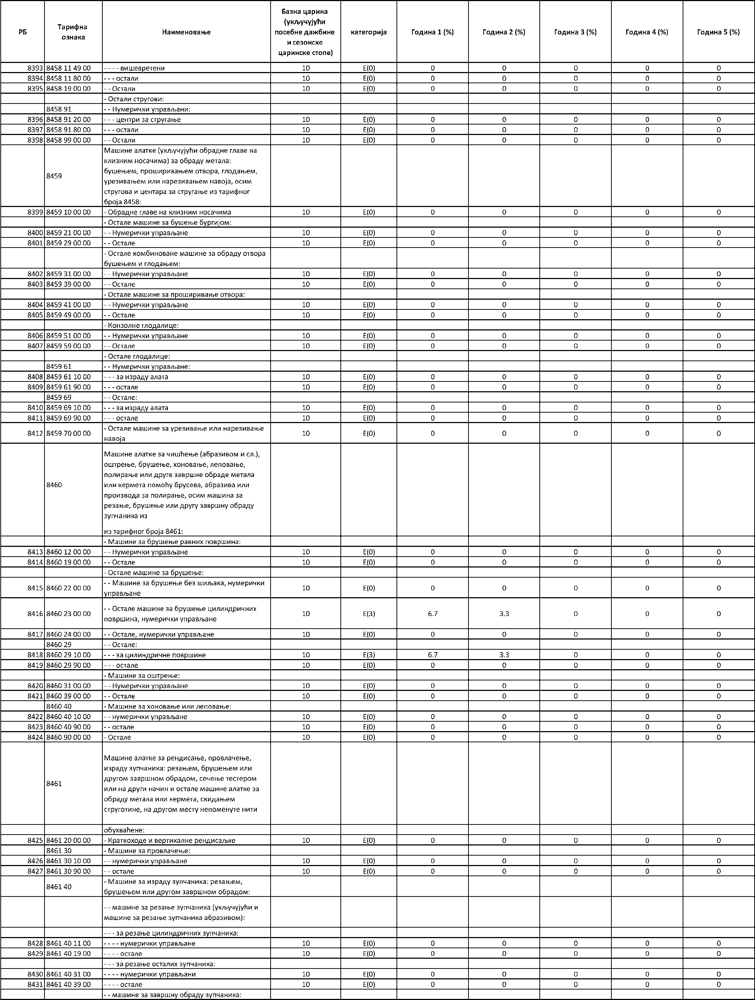 РБ Тарифна ознака Наименовање Базна царина (укључујући посебне дажбине и сезонске царинске стопе) категорија Година 1 (%) Година 2 (%) Година 3 (%) Година 4 (%) Година 5 (%)
8393 8458 11 49 00 - - - - вишевретени 10 E(0) 0 0 0 0 0
8394 8458 11 80 00 - - - остали 10 E(0) 0 0 0 0 0
8395 8458 19 00 00 - - Остали 10 E(0) 0 0 0 0 0
- Остали стругови:
8458 91 - - Нумерички управљани:
8396 8458 91 20 00 - - - центри за стругање 10 E(0) 0 0 0 0 0
8397 8458 91 80 00 - - - остали 10 E(0) 0 0 0 0 0
8398 8458 99 00 00 - - Остали 10 E(0) 0 0 0 0 0
8459
Машине алатке (укључујући обрадне главе на
клизним носачима) за обраду метала:
бушењем, проширивањем отвора, глодањем,
урезивањем или нарезивањем навоја, осим
стругова и центара за стругање из тарифног
броја 8458:
8399 8459 10 00 00 - Обрадне главе на клизним носачима 10 E(0) 0 0 0 0 0
- Остале машине за бушење бургијом:
8400 8459 21 00 00 - - Нумерички управљане 10 E(0) 0 0 0 0 0
8401 8459 29 00 00 - - Остале 10 E(0) 0 0 0 0 0
- Остале комбиноване машине за обраду отвора
бушењем и глодањем:
8402 8459 31 00 00 - - Нумерички управљане 10 E(0) 0 0 0 0 0
8403 8459 39 00 00 - - Остале 10 E(0) 0 0 0 0 0
- Остале машине за проширивање отвора:
8404 8459 41 00 00 - - Нумерички управљане 10 E(0) 0 0 0 0 0
8405 8459 49 00 00 - - Остале 10 E(0) 0 0 0 0 0
- Конзолне глодалице:
8406 8459 51 00 00 - - Нумерички управљане 10 E(0) 0 0 0 0 0
8407 8459 59 00 00 - - Остале 10 E(0) 0 0 0 0 0
- Остале глодалице:
8459 61 - - Нумерички управљане:
8408 8459 61 10 00 - - - за израду алата 10 E(0) 0 0 0 0 0
8409 8459 61 90 00 - - - остале 10 E(0) 0 0 0 0 0
8459 69 - - Остале:
8410 8459 69 10 00 - - - за израду алата 10 E(0) 0 0 0 0 0
8411 8459 69 90 00 - - - остале 10 E(0) 0 0 0 0 0
8412 8459 70 00 00 - Остале машине за урезивање или нарезивање
навоја 10 E(0) 0 0 0 0 0
8460
Машине алатке за чишћење (абразивом и сл.),
оштрење, брушење, хоновање, леповање,
полирање или друге завршне обраде метала
или кермета помоћу брусева, абразива или
производа за полирање, осим машина за
резање, брушење или другу завршну обраду
зупчаника из
из тарифног броја 8461:
- Машине за брушење равних површина:
8413 8460 12 00 00 - - Нумерички управљане 10 E(0) 0 0 0 0 0
8414 8460 19 00 00 - - Остале 10 E(0) 0 0 0 0 0
- Остале машине за брушење:
8415 8460 22 00 00 - - Машине за брушење без шиљака, нумерички
управљане 10 E(0) 0 0 0 0 0
8416 8460 23 00 00 - - Остале машине за брушење цилиндричних
површина, нумерички управљане 10 E(3) 6.7 3.3 0 0 0
8417 8460 24 00 00 - - Остале, нумерички управљане 10 E(0) 0 0 0 0 0
8460 29 - - Остале:
8418 8460 29 10 00 - - - за цилиндричне површине 10 E(3) 6.7 3.3 0 0 0
8419 8460 29 90 00 - - - остале 10 E(0) 0 0 0 0 0
- Машине за оштрење:
8420 8460 31 00 00 - - Нумерички управљане 10 E(0) 0 0 0 0 0
8421 8460 39 00 00 - - Остале 10 E(0) 0 0 0 0 0
8460 40 - Машине за хоновање или леповање:
8422 8460 40 10 00 - - нумерички управљане 10 E(0) 0 0 0 0 0
8423 8460 40 90 00 - - остале 10 E(0) 0 0 0 0 0
8424 8460 90 00 00 - Остале 10 E(0) 0 0 0 0 0
8461
Машине алатке за рендисање, провлачење,
израду зупчаника: резањем, брушењем или
другом завршном обрадом, сечење тестером
или на други начин и остале машине алатке за
обраду метала или кермета, скидањем
струготине, на другом месту непоменуте нити
обухваћене:
8425 8461 20 00 00 - Краткоходе и вертикалне рендисаљке 10 E(0) 0 0 0 0 0
8461 30 - Машине за провлачење:
8426 8461 30 10 00 - - нумерички управљане 10 E(0) 0 0 0 0 0
8427 8461 30 90 00 - - остале 10 E(0) 0 0 0 0 0
8461 40 - Машине за израду зупчаника: резањем,
брушењем или другом завршном обрадом:
- - машине за резање зупчаника (укључујући и
машине за резање зупчаника абразивом):
- - - за резање цилиндричних зупчаника:
8428 8461 40 11 00 - - - - нумерички управљане 10 E(0) 0 0 0 0 0
8429 8461 40 19 00 - - - - остале 10 E(0) 0 0 0 0 0
- - - за резање осталих зупчаника:
8430 8461 40 31 00 - - - - нумерички управљани 10 E(0) 0 0 0 0 0
8431 8461 40 39 00 - - - - остале 10 E(0) 0 0 0 0 0
- - машине за завршну обраду зупчаника: